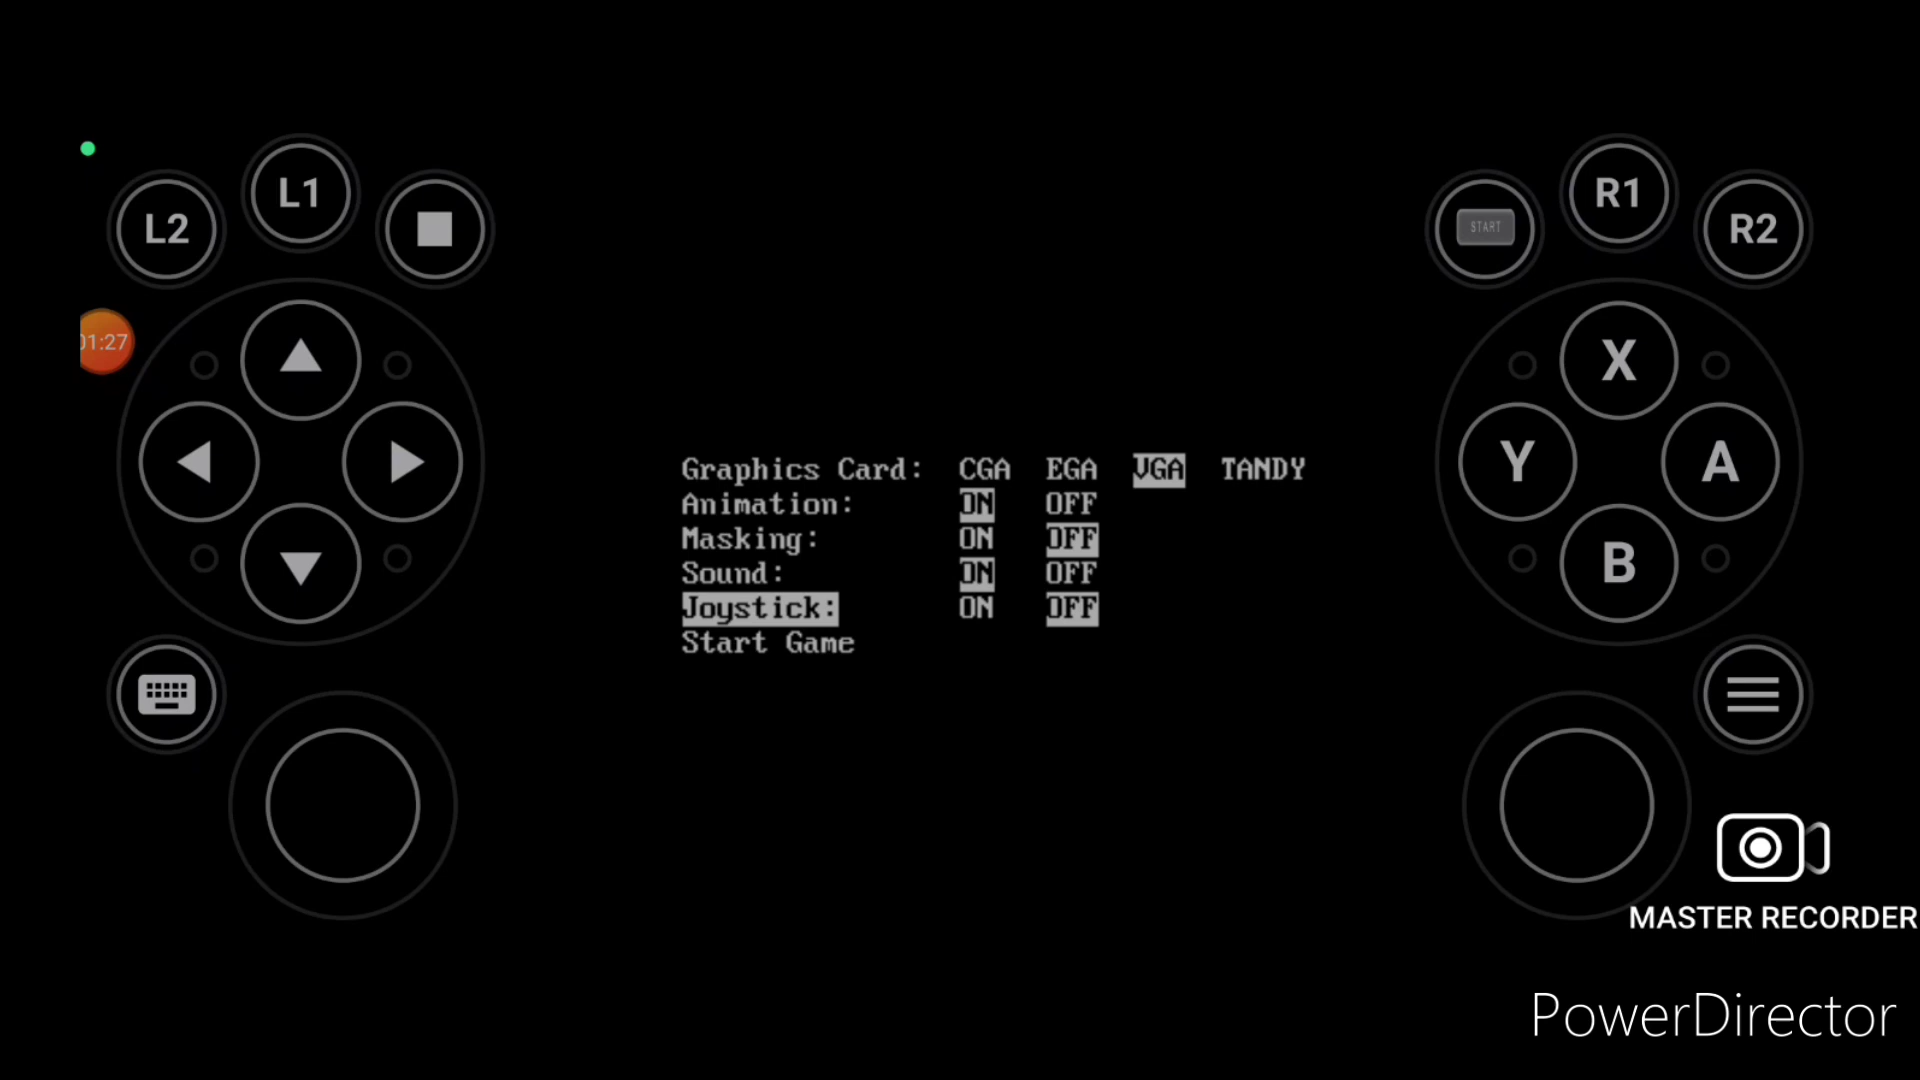 L2 L1 START R1 R2
01:27
X
Y A
B
Graphics Card: CGA EGA VGA TANDY
Animation: ON OFF
Masking: ON OFF
Sound: ON OFF
Joystick: ON OFF
Start Game
MASTER RECORDER
PowerDirector